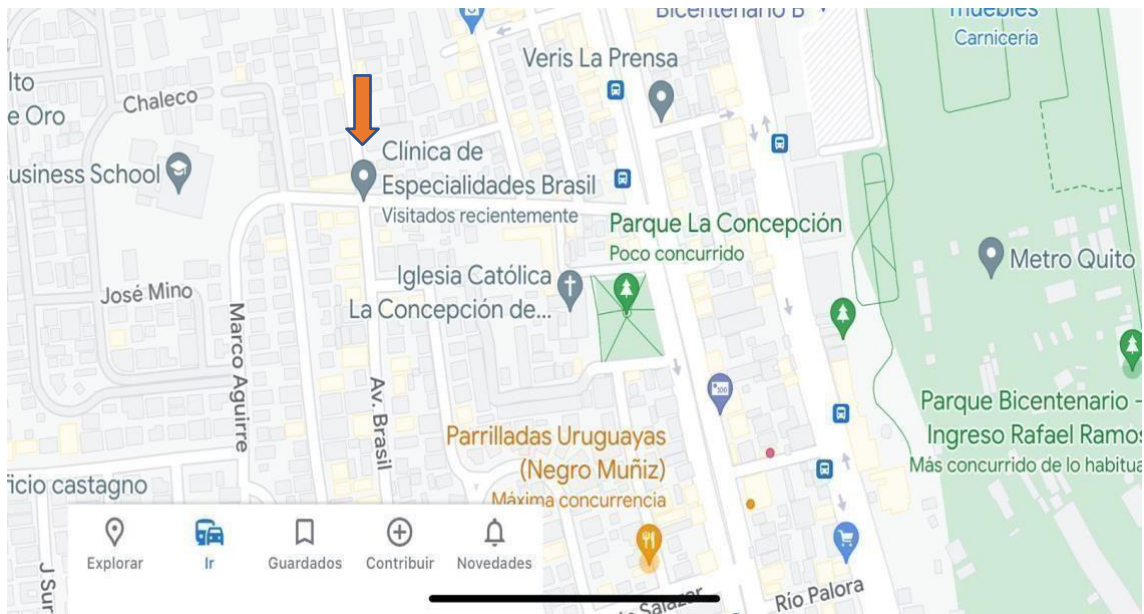 Bicentenario B
muebles
Carnicería
Veris La Prensa
lto
e Oro
Chaleco
Clínica de
Especialidades Brasil
Visitados recientemente
usiness School
Parque La Concepción
Poco concurrido
Metro Quito
Iglesia Católica
La Concepción de...
José Mino
Marco Aguirre
Av. Brasil
Parque Bicentenario -
Ingreso Rafael Ramos
Más concurrido de lo habitua
Parrilladas Uruguayas
(Negro Muñiz)
Máxima concurrencia
ficio castagno
Explorar
Ir
Guardados
Contribuir
Novedades
J Sur
Salazar
Río Palora